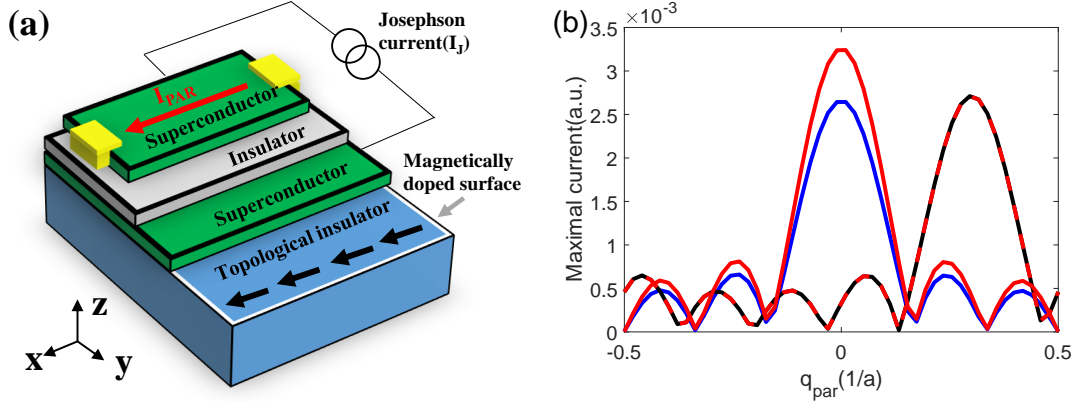 (a)
Josephson
current(I_J)
I_PAR
Superconductor
Insulator
Superconductor
Magnetically
doped surface
Topological insulator
z
x
y
(b)
×10⁻³
3.5
3
2.5
2
1.5
1
0.5
0
Maximal current(a.u.)
-0.5
0
0.5
q_par(1/a)